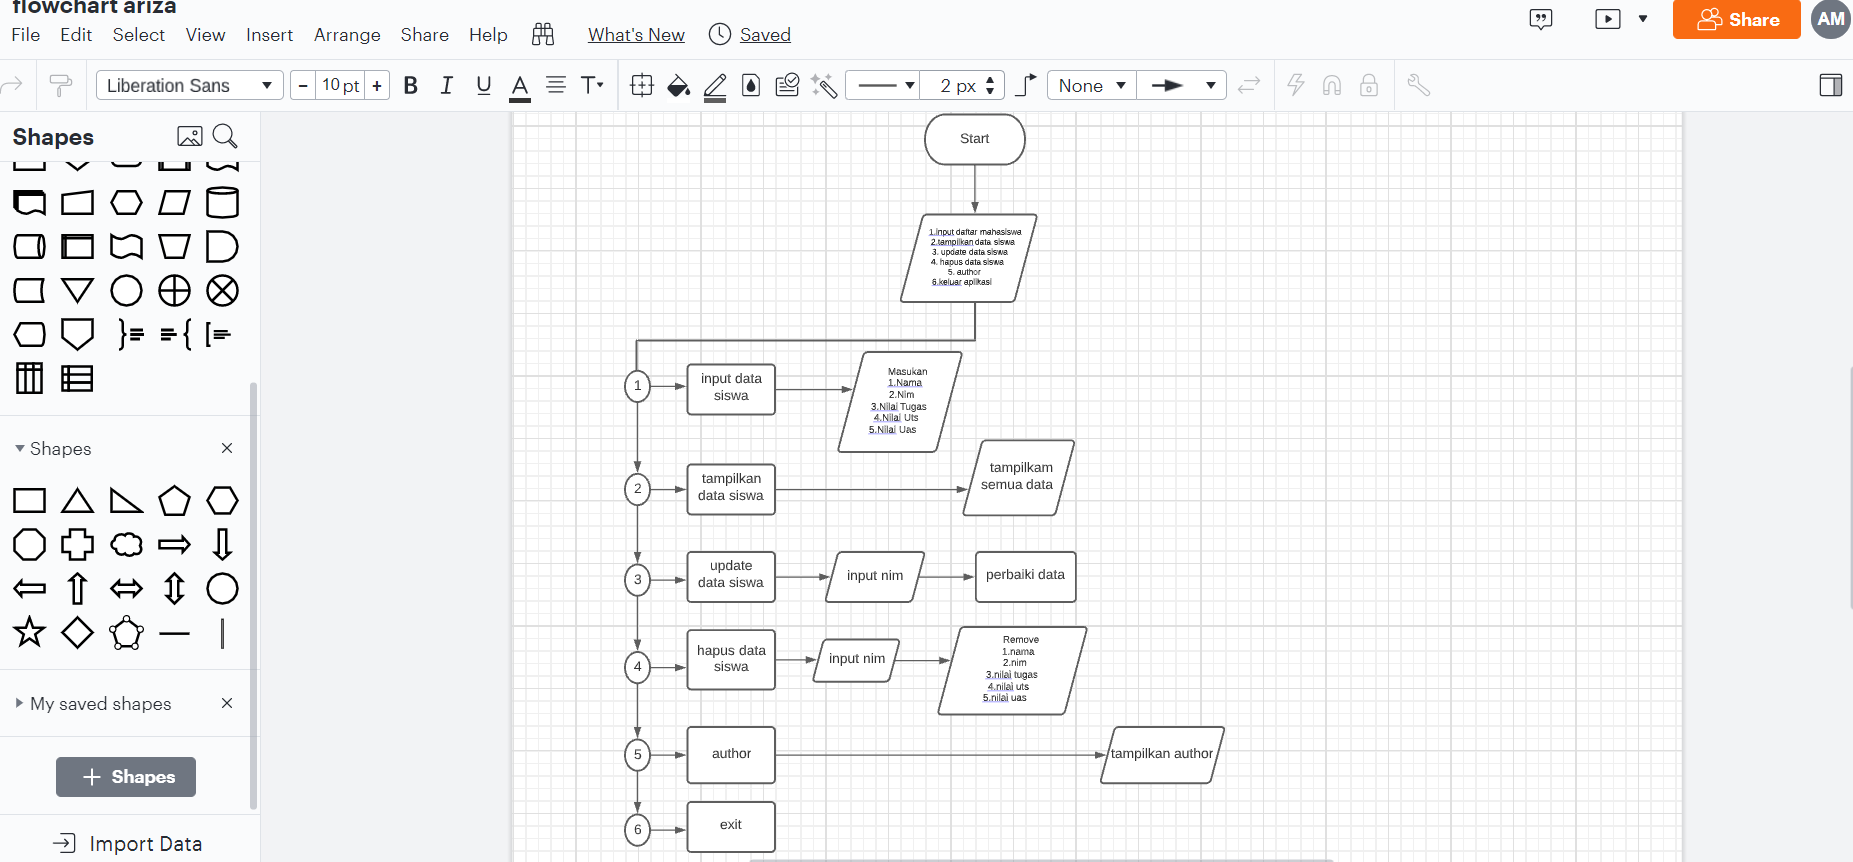 flowchart ariza
File Edit Select View Insert Arrange Share Help What's New Saved
Share AM
Liberation Sans - 10 pt + B I U A T 2 px None
Shapes
Shapes
My saved shapes
+ Shapes
Import Data
Start
1.input daftar mahasiswa
2.tampilkan data siswa
3. update data siswa
4. hapus data siswa
5. author
6.keluar aplikasi
1
input data
siswa
Masukan
1.Nama
2.Nim
3.Nilai Tugas
4.Nilai Uts
5.Nilai Uas
2
tampilkan
data siswa
tampilkam
semua data
3
update
data siswa
input nim
perbaiki data
4
hapus data
siswa
input nim
Remove
1.nama
2.nim
3.nilai tugas
4.nilai uts
5.nilai uas
5
author
tampilkan author
6
exit